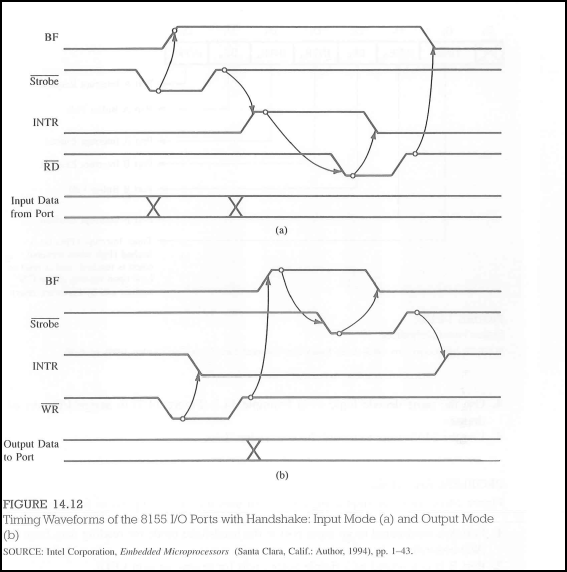 BF
Strobe
INTR
RD
Input Data
from Port
(a)
BF
Strobe
INTR
WR
Output Data
to Port
(b)
FIGURE 14.12
Timing Waveforms of the 8155 I/O Ports with Handshake: Input Mode (a) and Output Mode
(b)
SOURCE: Intel Corporation, Embedded Microprocessors (Santa Clara, Calif.: Author, 1994), pp. 1–43.